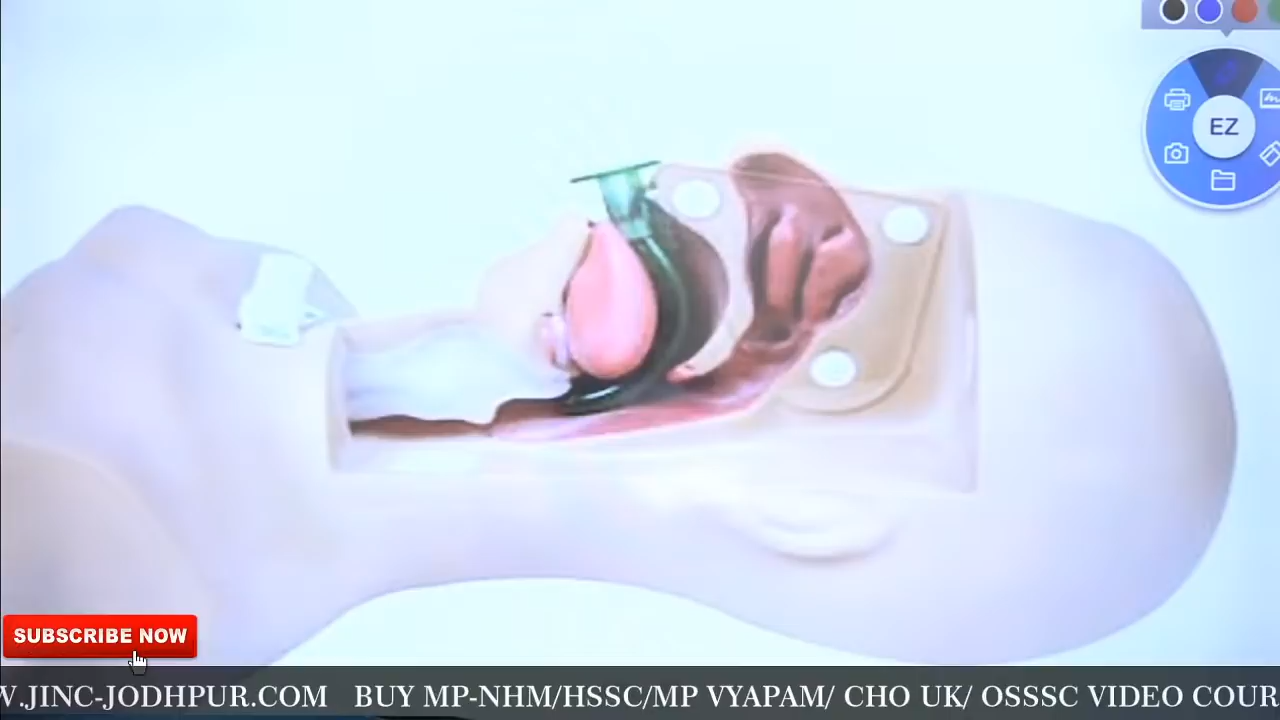 EZ
SUBSCRIBE NOW
W.JINC-JODHPUR.COM BUY MP-NHM/HSSC/MP VYAPAM/ CHO UK/ OSSSC VIDEO COUR